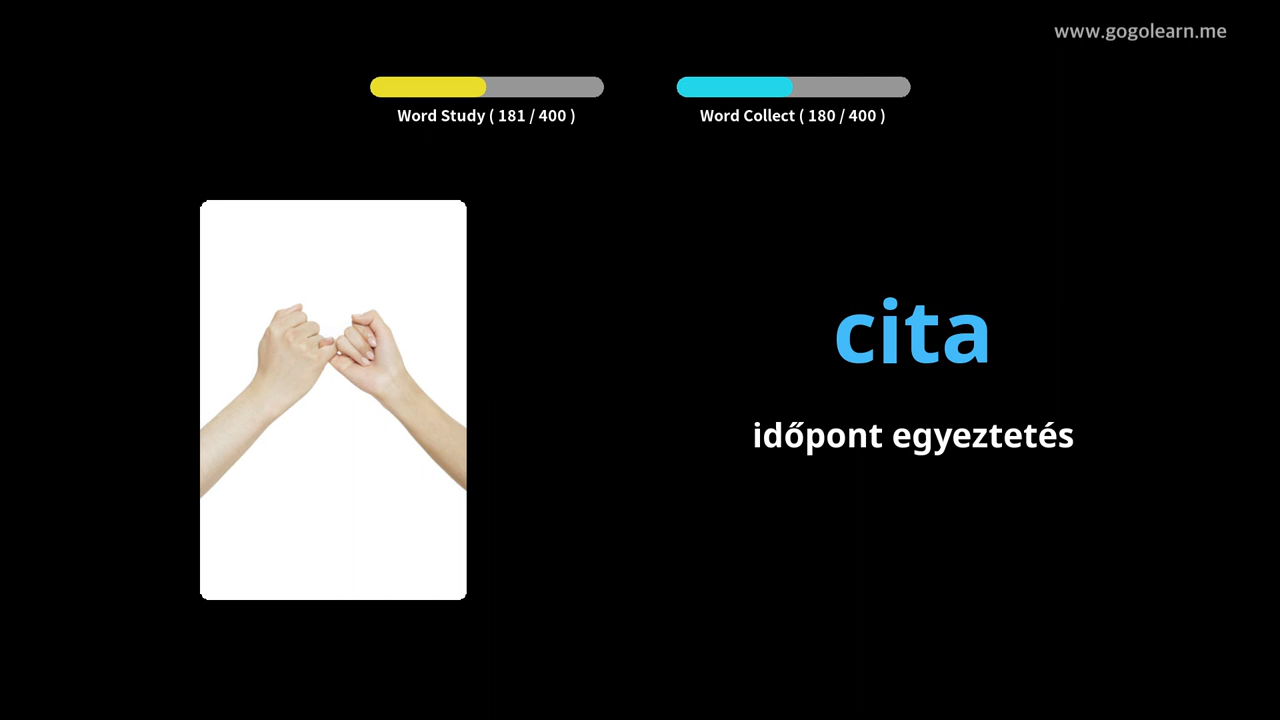 www.gogolearn.me
Word Study ( 181 / 400 )
Word Collect ( 180 / 400 )
cita
időpont egyeztetés